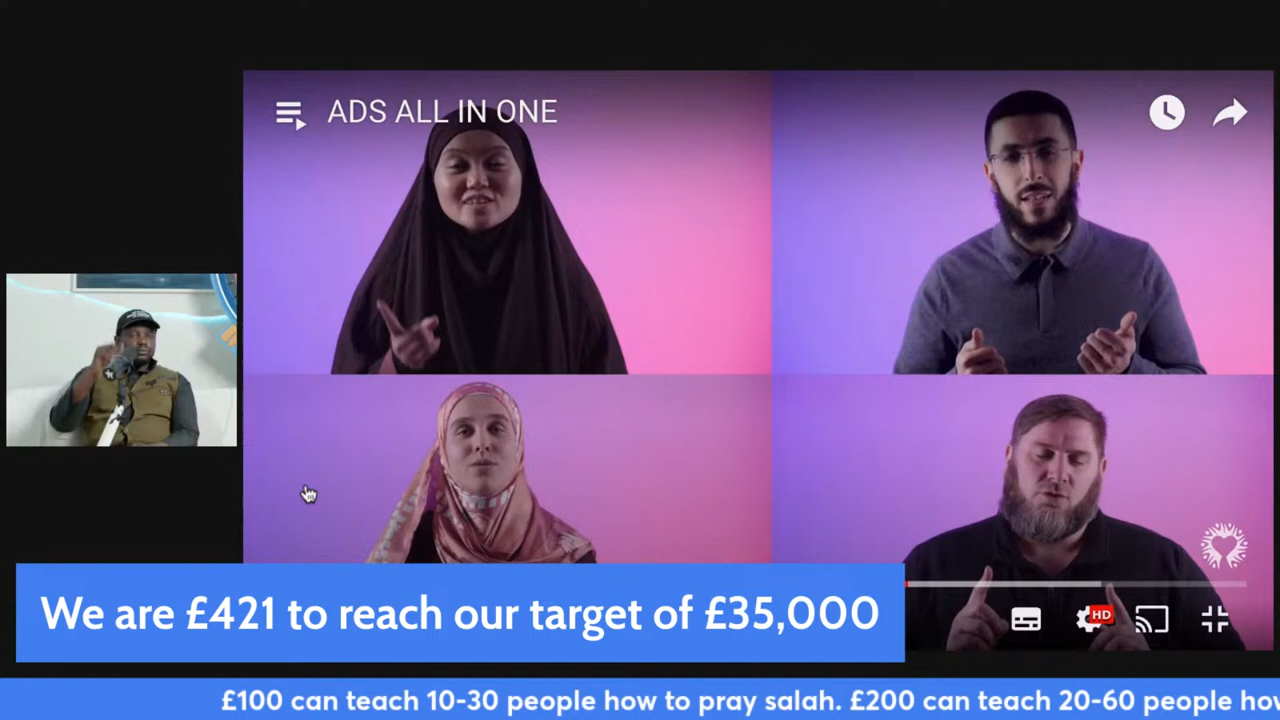 ADS ALL IN ONE
HD
We are £421 to reach our target of £35,000
£100 can teach 10-30 people how to pray salah. £200 can teach 20-60 people how